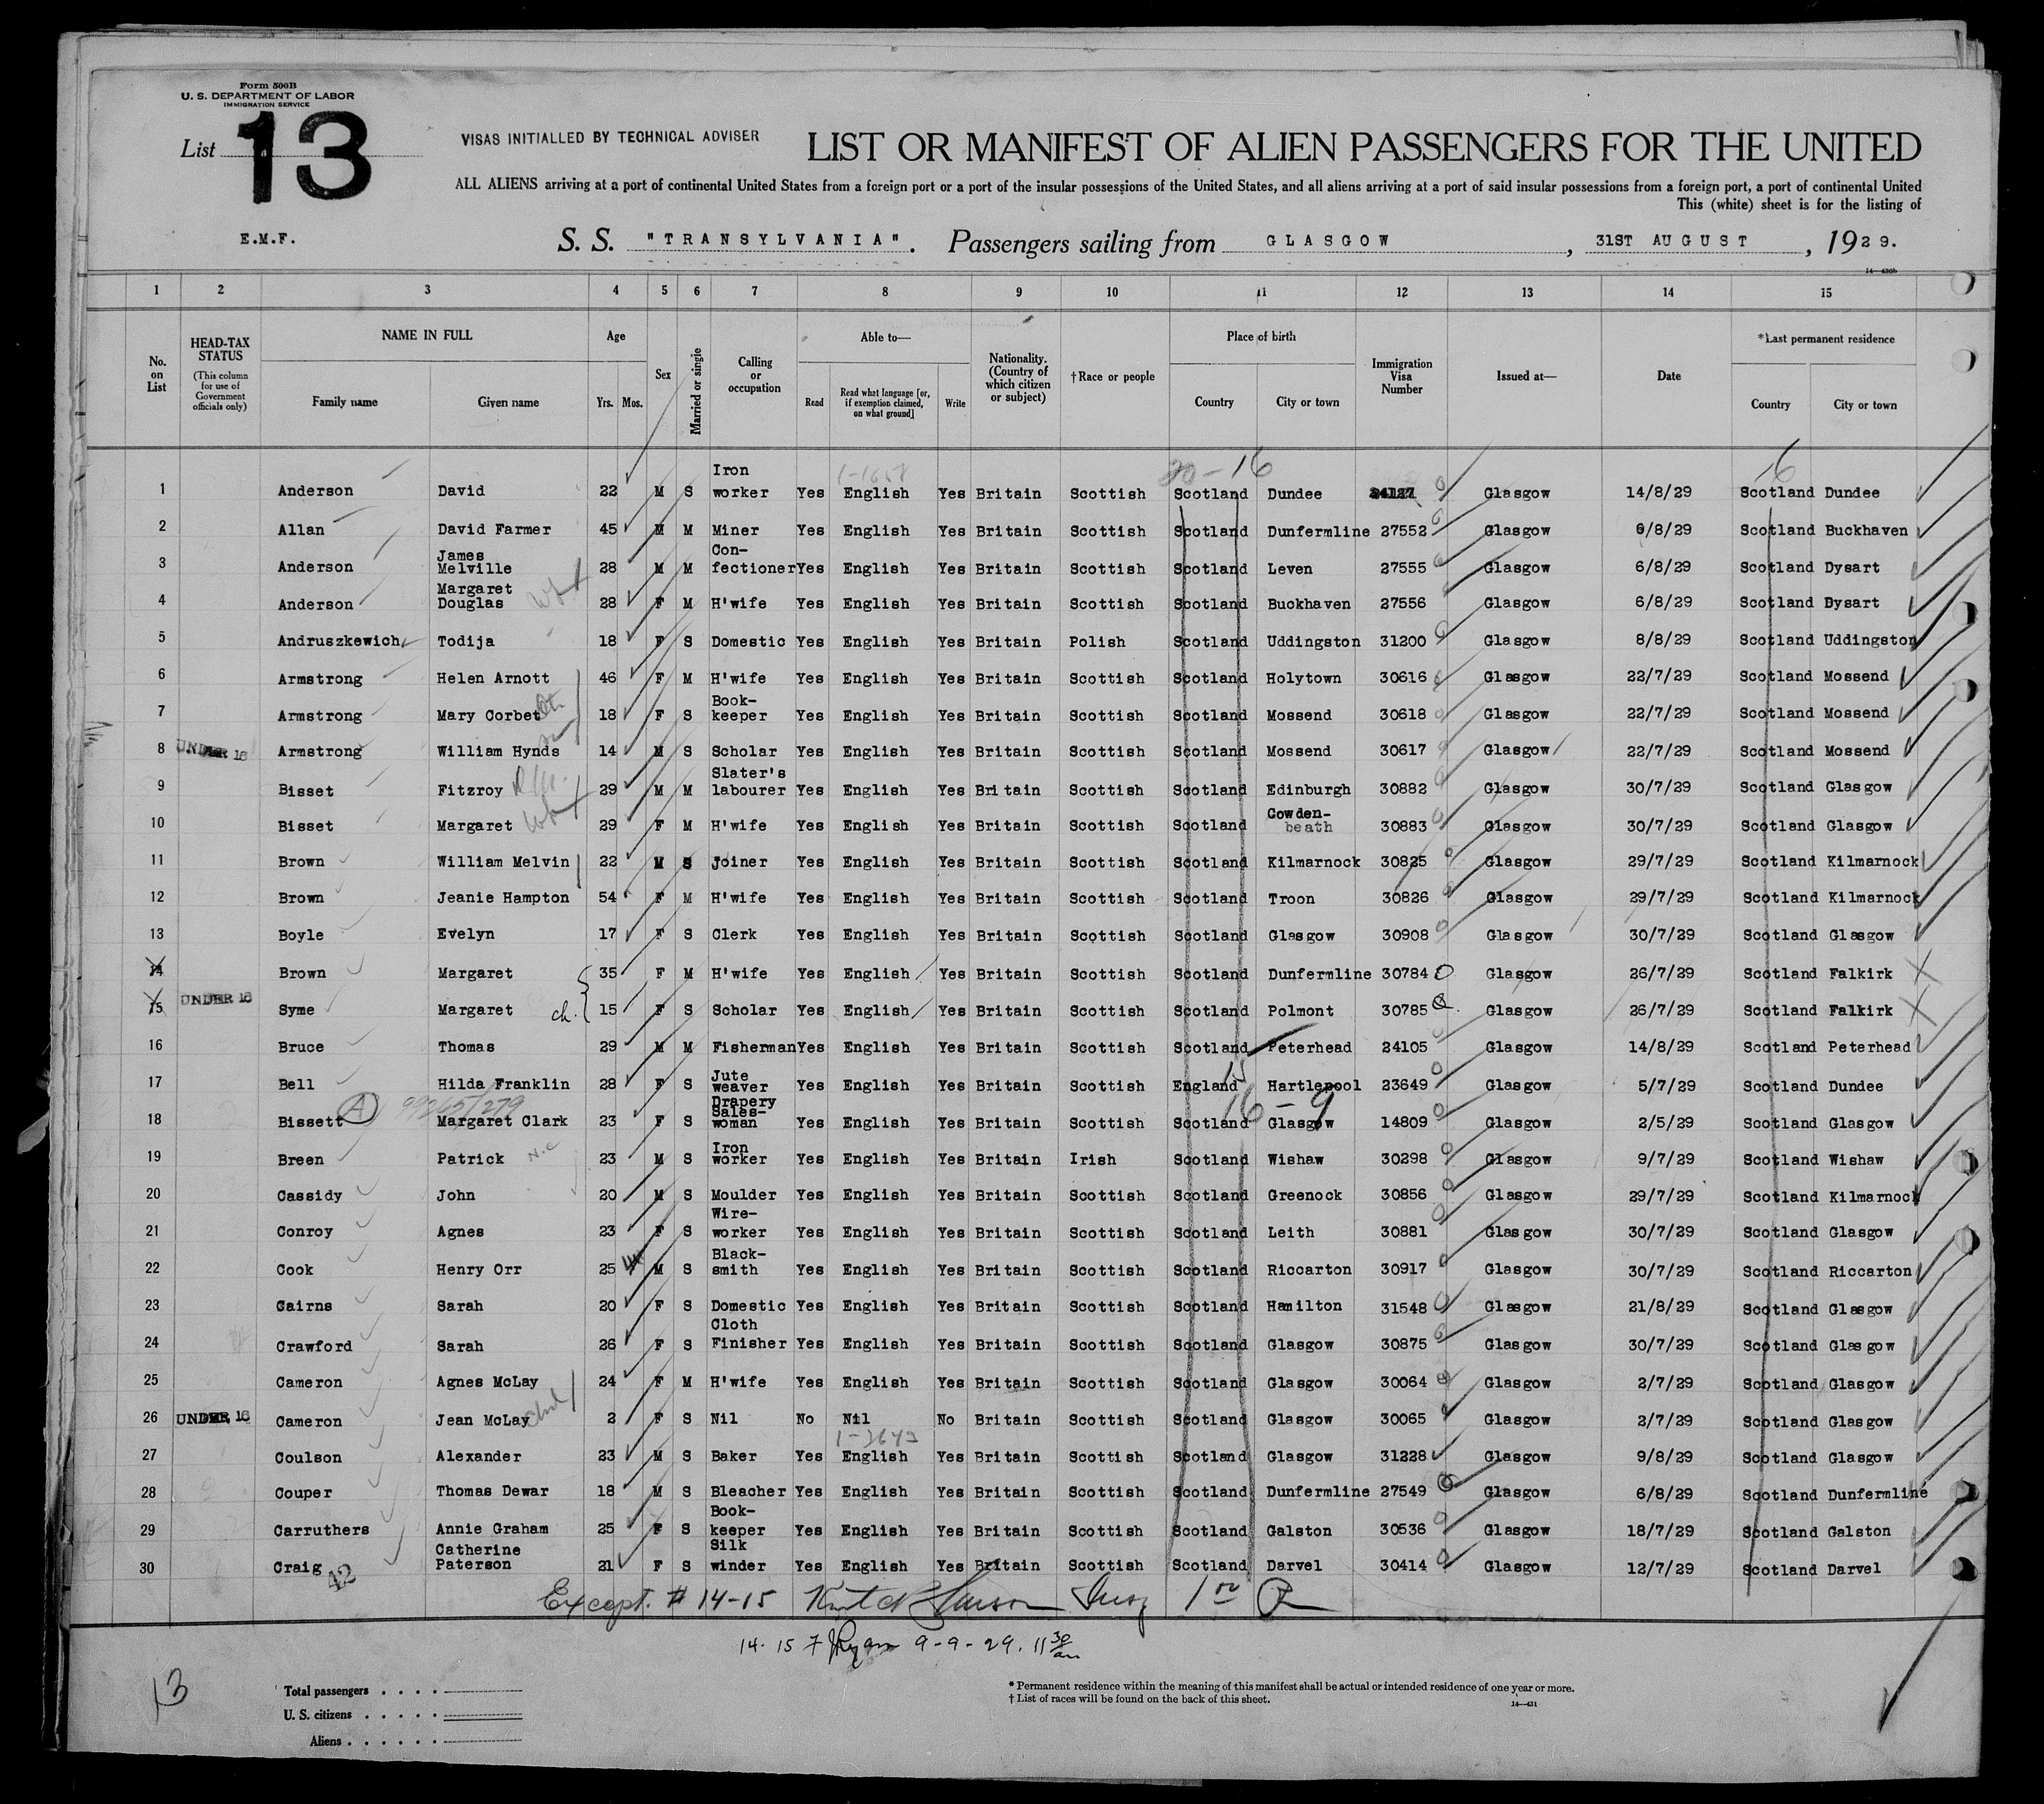 Form 500B
U. S. DEPARTMENT OF LABOR
IMMIGRATION SERVICE
List 13
VISAS INITIALLED BY TECHNICAL ADVISER
LIST OR MANIFEST OF ALIEN PASSENGERS FOR THE UNITED
ALL ALIENS arriving at a port of continental United States from a foreign port or a port of the insular possessions of the United States, and all aliens arriving at a port of said insular possessions from a foreign port, a port of continental United
This (white) sheet is for the listing of
E.M.F.
S. S. "TRANSYLVANIA". Passengers sailing from GLASGOW, 31ST AUGUST, 1929.
14—430b
1 2 3 4 5 6 7 8 9 10 11 12 13 14 15
No. on List
HEAD-TAX STATUS (This column for use of Government officials only)
NAME IN FULL Family name Given name
Age Yrs. Mos.
Sex
Married or single
Calling or occupation
Able to— Read Read what language [or, if exemption claimed, on what ground] Write
Nationality. (Country of which citizen or subject)
†Race or people
Place of birth Country City or town
Immigration Visa Number
Issued at—
Date
*Last permanent residence Country City or town
20-16 16
1 Anderson David 22 M S Iron worker Yes English Yes Britain Scottish Scotland Dundee 24127 Glasgow 14/8/29 Scotland Dundee
2 Allan David Farmer 45 M M Miner Yes English Yes Britain Scottish Scotland Dunfermline 27552 Glasgow 6/8/29 Scotland Buckhaven
3 Anderson James Melville 28 M M Con-fectioner Yes English Yes Britain Scottish Scotland Leven 27555 Glasgow 6/8/29 Scotland Dysart
4 Anderson Margaret Douglas 28 F M H'wife Yes English Yes Britain Scottish Scotland Buckhaven 27556 Glasgow 6/8/29 Scotland Dysart
5 Andruszkewich Todija 18 F S Domestic Yes English Yes Britain Polish Scotland Uddingston 31200 Glasgow 8/8/29 Scotland Uddingston
6 Armstrong Helen Arnott 46 F M H'wife Yes English Yes Britain Scottish Scotland Holytown 30616 Glasgow 22/7/29 Scotland Mossend
7 Armstrong Mary Corbet 18 F S Book-keeper Yes English Yes Britain Scottish Scotland Mossend 30618 Glasgow 22/7/29 Scotland Mossend
8 UNDER 16 Armstrong William Hynds 14 M S Scholar Yes English Yes Britain Scottish Scotland Mossend 30617 Glasgow 22/7/29 Scotland Mossend
9 Bisset Fitzroy 29 M M Slater's labourer Yes English Yes Britain Scottish Scotland Edinburgh 30882 Glasgow 30/7/29 Scotland Glasgow
10 Bisset Margaret 29 F M H'wife Yes English Yes Britain Scottish Scotland Cowden-beath 30883 Glasgow 30/7/29 Scotland Glasgow
11 Brown William Melvin 22 M S Joiner Yes English Yes Britain Scottish Scotland Kilmarnock 30825 Glasgow 29/7/29 Scotland Kilmarnock
12 Brown Jeanie Hampton 54 F M H'wife Yes English Yes Britain Scottish Scotland Troon 30826 Glasgow 29/7/29 Scotland Kilmarnock
13 Boyle Evelyn 17 F S Clerk Yes English Yes Britain Scottish Scotland Glasgow 30908 Glasgow 30/7/29 Scotland Glasgow
14 Brown Margaret 35 F M H'wife Yes English Yes Britain Scottish Scotland Dunfermline 30784 Glasgow 26/7/29 Scotland Falkirk
15 UNDER 16 Syme Margaret ch. 15 F S Scholar Yes English Yes Britain Scottish Scotland Polmont 30785 Glasgow 26/7/29 Scotland Falkirk
16 Bruce Thomas 29 M M Fisherman Yes English Yes Britain Scottish Scotland Peterhead 24105 Glasgow 14/8/29 Scotland Peterhead
17 Bell Hilda Franklin 28 F S Jute weaver Yes English Yes Britain Scottish England 15 Hartlepool 23649 Glasgow 5/7/29 Scotland Dundee
A 99265/279 16-9
18 Bissett Margaret Clark 23 F S Drapery Sales-woman Yes English Yes Britain Scottish Scotland Glasgow 14809 Glasgow 2/5/29 Scotland Glasgow
19 Breen Patrick N.C 23 M S Iron worker Yes English Yes Britain Irish Scotland Wishaw 30298 Glasgow 9/7/29 Scotland Wishaw
20 Cassidy John 20 M S Moulder Yes English Yes Britain Scottish Scotland Greenock 30856 Glasgow 29/7/29 Scotland Kilmarnock
21 Conroy Agnes 23 F S Wire-worker Yes English Yes Britain Scottish Scotland Leith 30881 Glasgow 30/7/29 Scotland Glasgow
22 Cook Henry Orr 25 M S Black-smith Yes English Yes Britain Scottish Scotland Riccarton 30917 Glasgow 30/7/29 Scotland Riccarton
23 Cairns Sarah 20 F S Domestic Yes English Yes Britain Scottish Scotland Hamilton 31548 Glasgow 21/8/29 Scotland Glasgow
24 Crawford Sarah 26 F S Cloth Finisher Yes English Yes Britain Scottish Scotland Glasgow 30875 Glasgow 30/7/29 Scotland Glasgow
25 Cameron Agnes McLay 24 F M H'wife Yes English Yes Britain Scottish Scotland Glasgow 30064 Glasgow 2/7/29 Scotland Glasgow
26 UNDER 16 Cameron Jean McLay 2 F S Nil No Nil No Britain Scottish Scotland Glasgow 30065 Glasgow 2/7/29 Scotland Glasgow
27 Coulson Alexander 23 M S Baker Yes English Yes Britain Scottish Scotland Glasgow 31228 Glasgow 9/8/29 Scotland Glasgow
28 Couper Thomas Dewar 18 M S Bleacher Yes English Yes Britain Scottish Scotland Dunfermline 27549 Glasgow 6/8/29 Scotland Dunfermline
29 Carruthers Annie Graham 25 F S Book-keeper Yes English Yes Britain Scottish Scotland Galston 30536 Glasgow 18/7/29 Scotland Galston
30 Craig Catherine Paterson 21 F S Silk winder Yes English Yes Britain Scottish Scotland Darvel 30414 Glasgow 12/7/29 Scotland Darvel
42
Except. # 14-15
14. 15 Ryan 9-9-29. 11 30 am
13
Total passengers
U. S. citizens
Aliens
* Permanent residence within the meaning of this manifest shall be actual or intended residence of one year or more.
† List of races will be found on the back of this sheet.
14—431